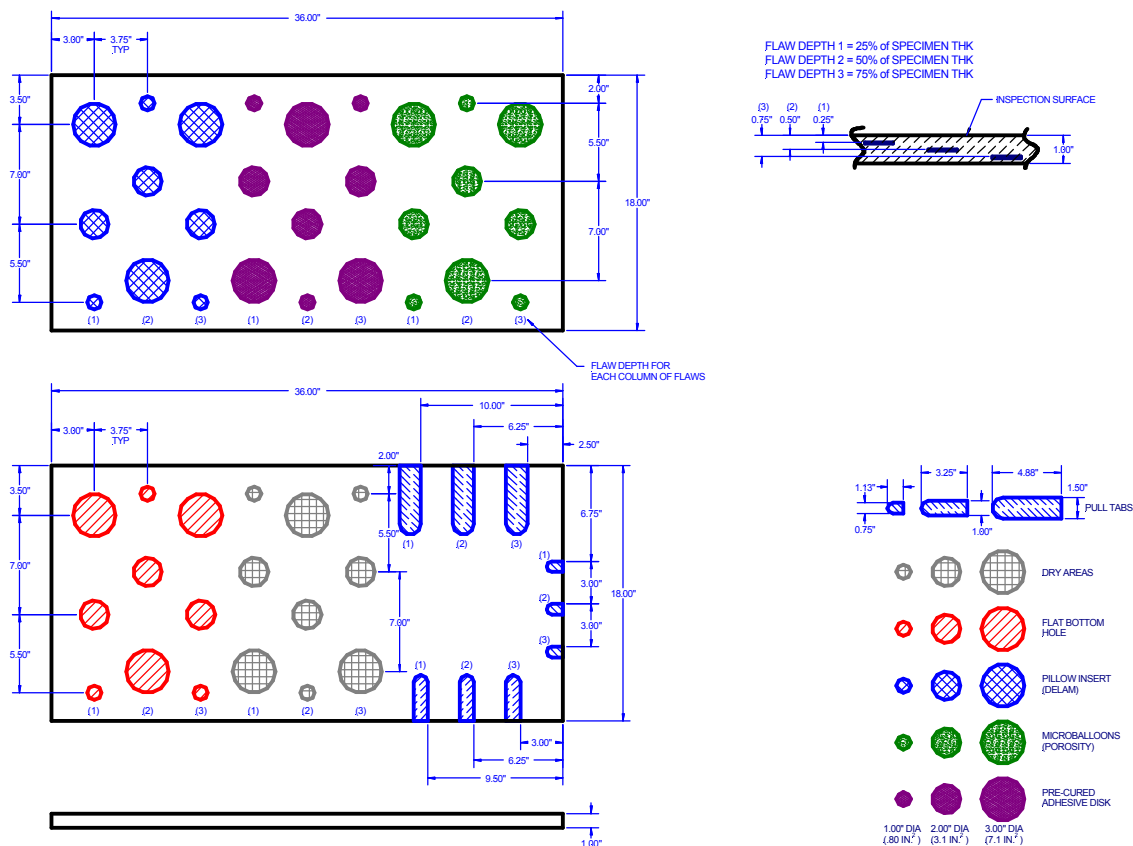 36.00"
3.00"
3.75"
TYP
3.50"
7.00"
5.50"
2.00"
5.50"
7.00"
18.00"
(1)
(2)
(3)
(1)
(2)
(3)
(1)
(2)
(3)
FLAW DEPTH FOR
EACH COLUMN OF FLAWS
FLAW DEPTH 1 = 25% of SPECIMEN THK
FLAW DEPTH 2 = 50% of SPECIMEN THK
FLAW DEPTH 3 = 75% of SPECIMEN THK
INSPECTION SURFACE
(3)
0.75"
(2)
0.50"
(1)
0.25"
1.00"
36.00"
3.00"
3.75"
TYP
10.00"
6.25"
2.50"
2.00"
3.50"
7.00"
5.50"
5.50"
7.00"
6.75"
3.00"
3.00"
18.00"
(1)
(2)
(3)
(1)
(2)
(3)
(1)
(2)
(3)
(1)
(2)
(3)
(1)
(2)
(3)
3.00"
6.25"
9.50"
1.00"
1.13"
0.75"
3.25"
1.00"
4.88"
1.50"
PULL TABS
DRY AREAS
FLAT BOTTOM
HOLE
PILLOW INSERT
(DELAM)
MICROBALLOONS
(POROSITY)
PRE-CURED
ADHESIVE DISK
1.00" DIA
(.80 IN.²)
2.00" DIA
(3.1 IN.²)
3.00" DIA
(7.1 IN.²)